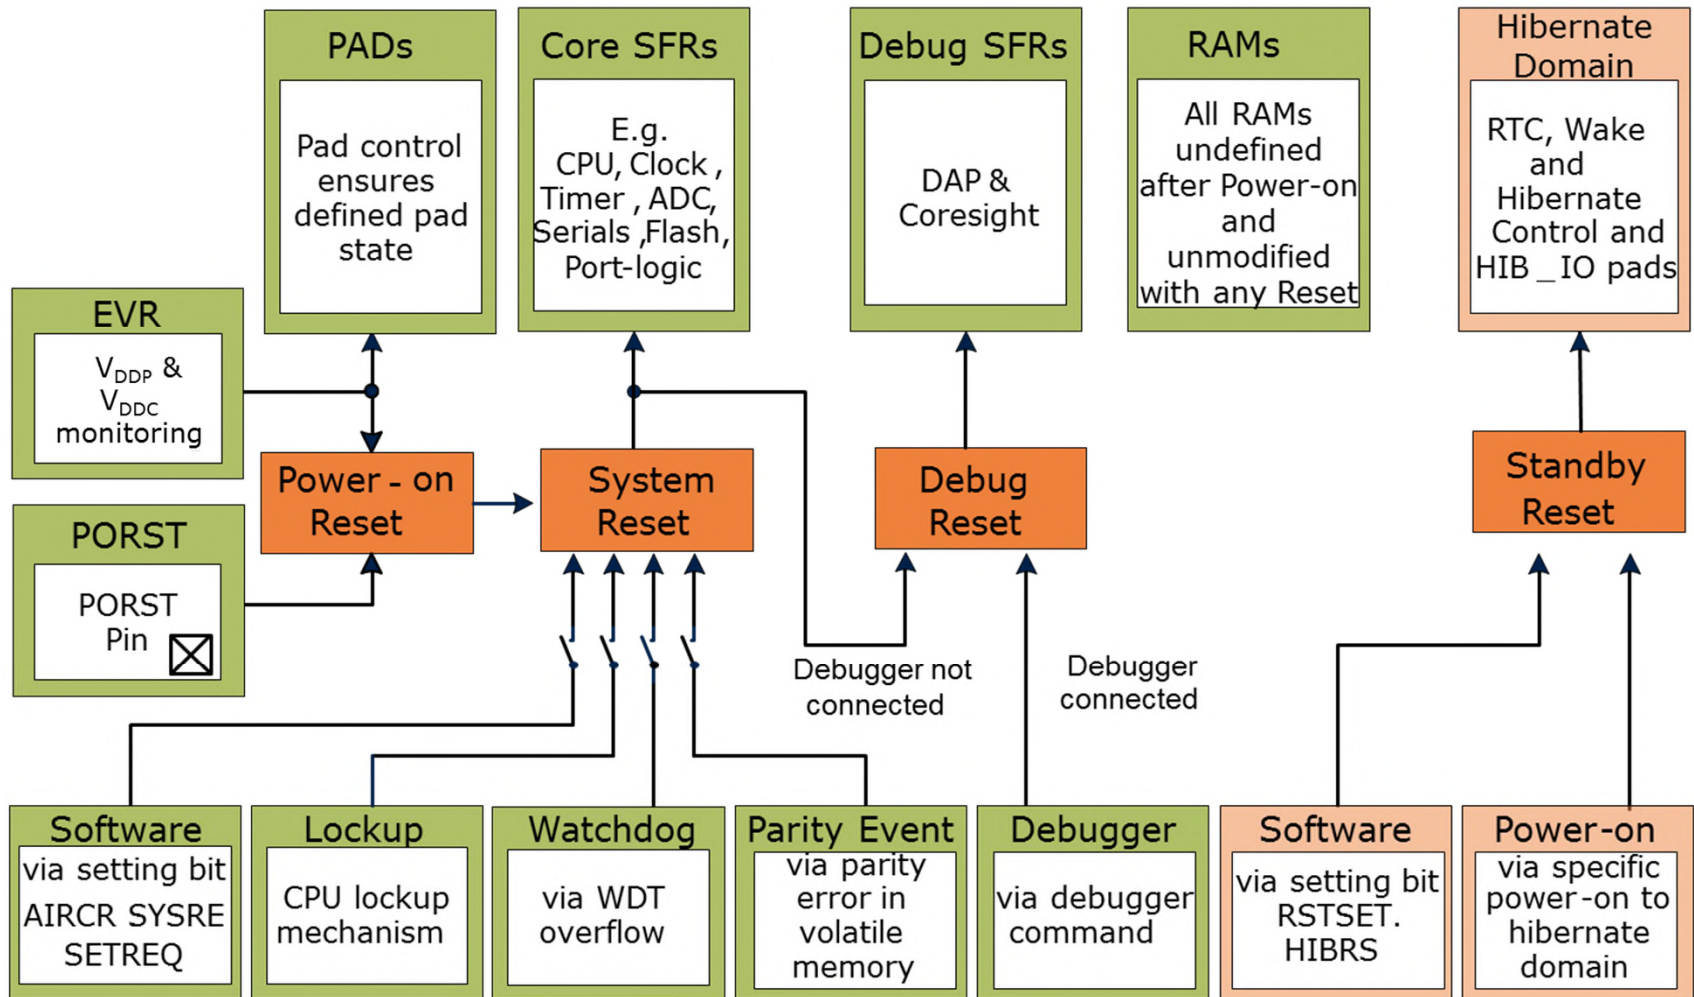 PADs
Pad control
ensures
defined pad
state
Core SFRs
E.g.
CPU, Clock ,
Timer , ADC,
Serials ,Flash,
Port-logic
Debug SFRs
DAP &
Coresight
RAMs
All RAMs
undefined
after Power-on
and
unmodified
with any Reset
Hibernate
Domain
RTC, Wake
and
Hibernate
Control and
HIB_IO pads
EVR
VDDP &
VDDC
monitoring
PORST
PORST
Pin
Power-on
Reset
System
Reset
Debug
Reset
Standby
Reset
Debugger not
connected
Debugger
connected
Software
via setting bit
AIRCR SYSRE
SETREQ
Lockup
CPU lockup
mechanism
Watchdog
via WDT
overflow
Parity Event
via parity
error in
volatile
memory
Debugger
via debugger
command
Software
via setting bit
RSTSET.
HIBRS
Power-on
via specific
power-on to
hibernate
domain